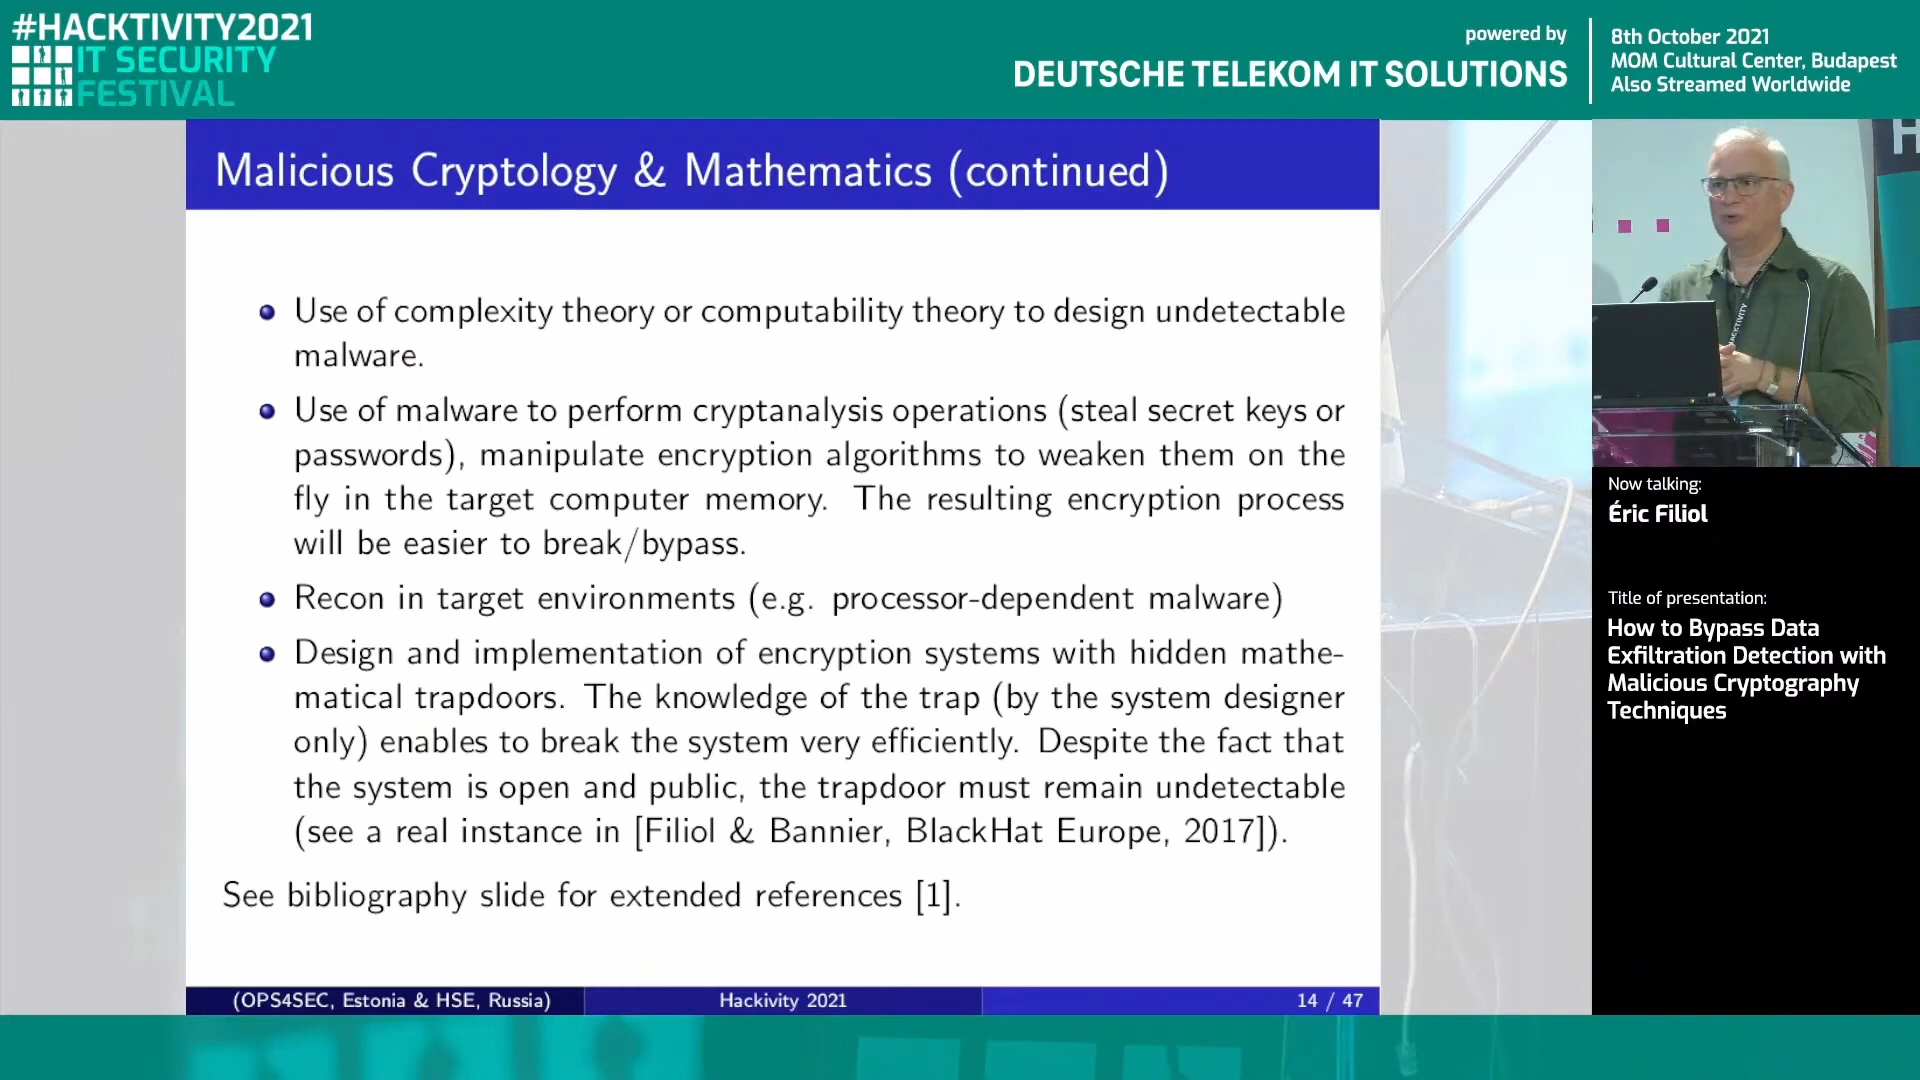 #HACKTIVITY2021
IT SECURITY
FESTIVAL
powered by
DEUTSCHE TELEKOM IT SOLUTIONS
8th October 2021
MOM Cultural Center, Budapest
Also Streamed Worldwide
Malicious Cryptology & Mathematics (continued)
Use of complexity theory or computability theory to design undetectable
malware.
Use of malware to perform cryptanalysis operations (steal secret keys or
passwords), manipulate encryption algorithms to weaken them on the
fly in the target computer memory. The resulting encryption process
will be easier to break/bypass.
Recon in target environments (e.g. processor-dependent malware)
Design and implementation of encryption systems with hidden mathe-
matical trapdoors. The knowledge of the trap (by the system designer
only) enables to break the system very efficiently. Despite the fact that
the system is open and public, the trapdoor must remain undetectable
(see a real instance in [Filiol & Bannier, BlackHat Europe, 2017]).
See bibliography slide for extended references [1].
(OPS4SEC, Estonia & HSE, Russia)
Hackivity 2021
14 / 47
H
HACKTIVITY
Now talking:
Éric Filiol
Title of presentation:
How to Bypass Data
Exfiltration Detection with
Malicious Cryptography
Techniques